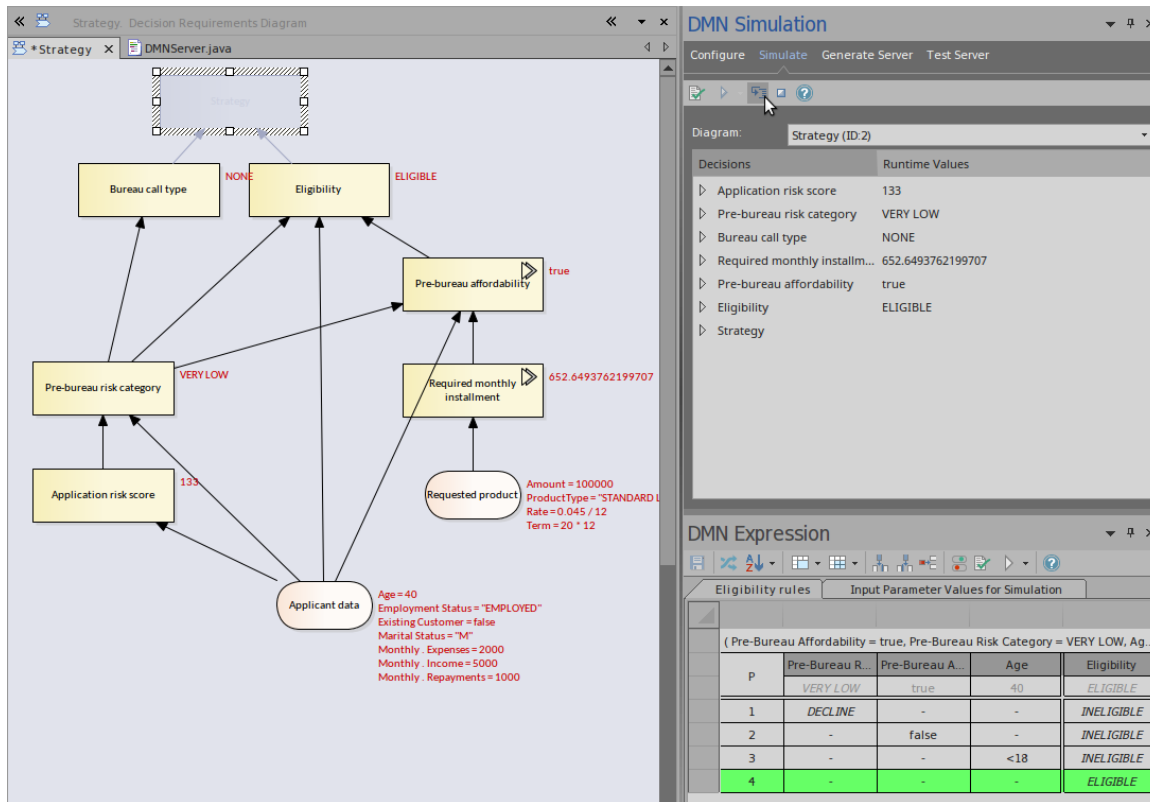 Strategy.  Decision Requirements Diagram
*Strategy
DMNServer.java
Strategy
Bureau call type
NONE
Eligibility
ELIGIBLE
Pre-bureau affordability
true
Pre-bureau risk category
VERY LOW
Required monthly
installment
652.6493762199707
Application risk score
133
Requested product
Amount = 100000
ProductType = "STANDARD L
Rate = 0.045 / 12
Term = 20 * 12
Applicant data
Age = 40
Employment Status = "EMPLOYED"
Existing Customer = false
Marital Status = "M"
Monthly . Expenses = 2000
Monthly . Income = 5000
Monthly . Repayments = 1000
DMN Simulation
Configure Simulate Generate Server Test Server
Diagram: Strategy (ID:2)
Decisions Runtime Values
Application risk score 133
Pre-bureau risk category VERY LOW
Bureau call type NONE
Required monthly installm... 652.6493762199707
Pre-bureau affordability true
Eligibility ELIGIBLE
Strategy
DMN Expression
Eligibility rules Input Parameter Values for Simulation
( Pre-Bureau Affordability = true, Pre-Bureau Risk Category = VERY LOW, Ag...
P Pre-Bureau R... Pre-Bureau A... Age Eligibility
VERY LOW true 40 ELIGIBLE
1 DECLINE - - INELIGIBLE
2 - false - INELIGIBLE
3 - - <18 INELIGIBLE
4 - - - ELIGIBLE